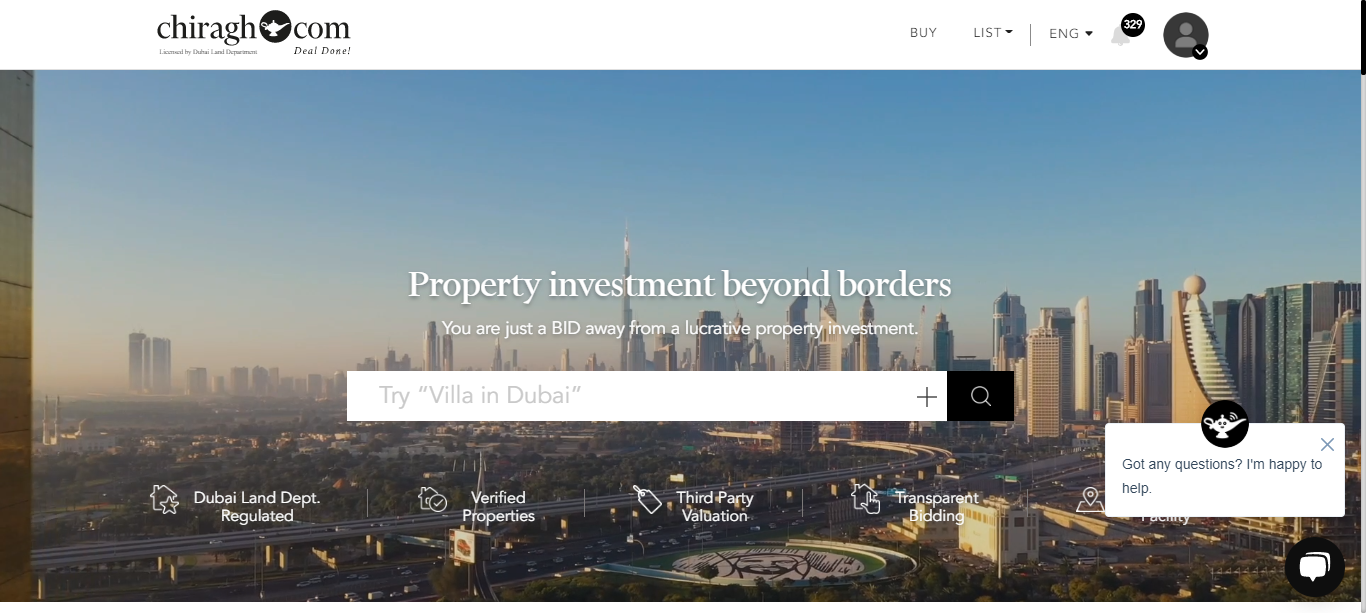 chiragh com
Licensed by Dubai Land Department
Deal Done!
BUY
LIST
ENG
329
Property investment beyond borders
You are just a BID away from a lucrative property investment.
Try “Villa in Dubai”
Got any questions? I'm happy to
help.
Dubai Land Dept.
Regulated
Verified
Properties
Third Party
Valuation
Transparent
Bidding
Facility